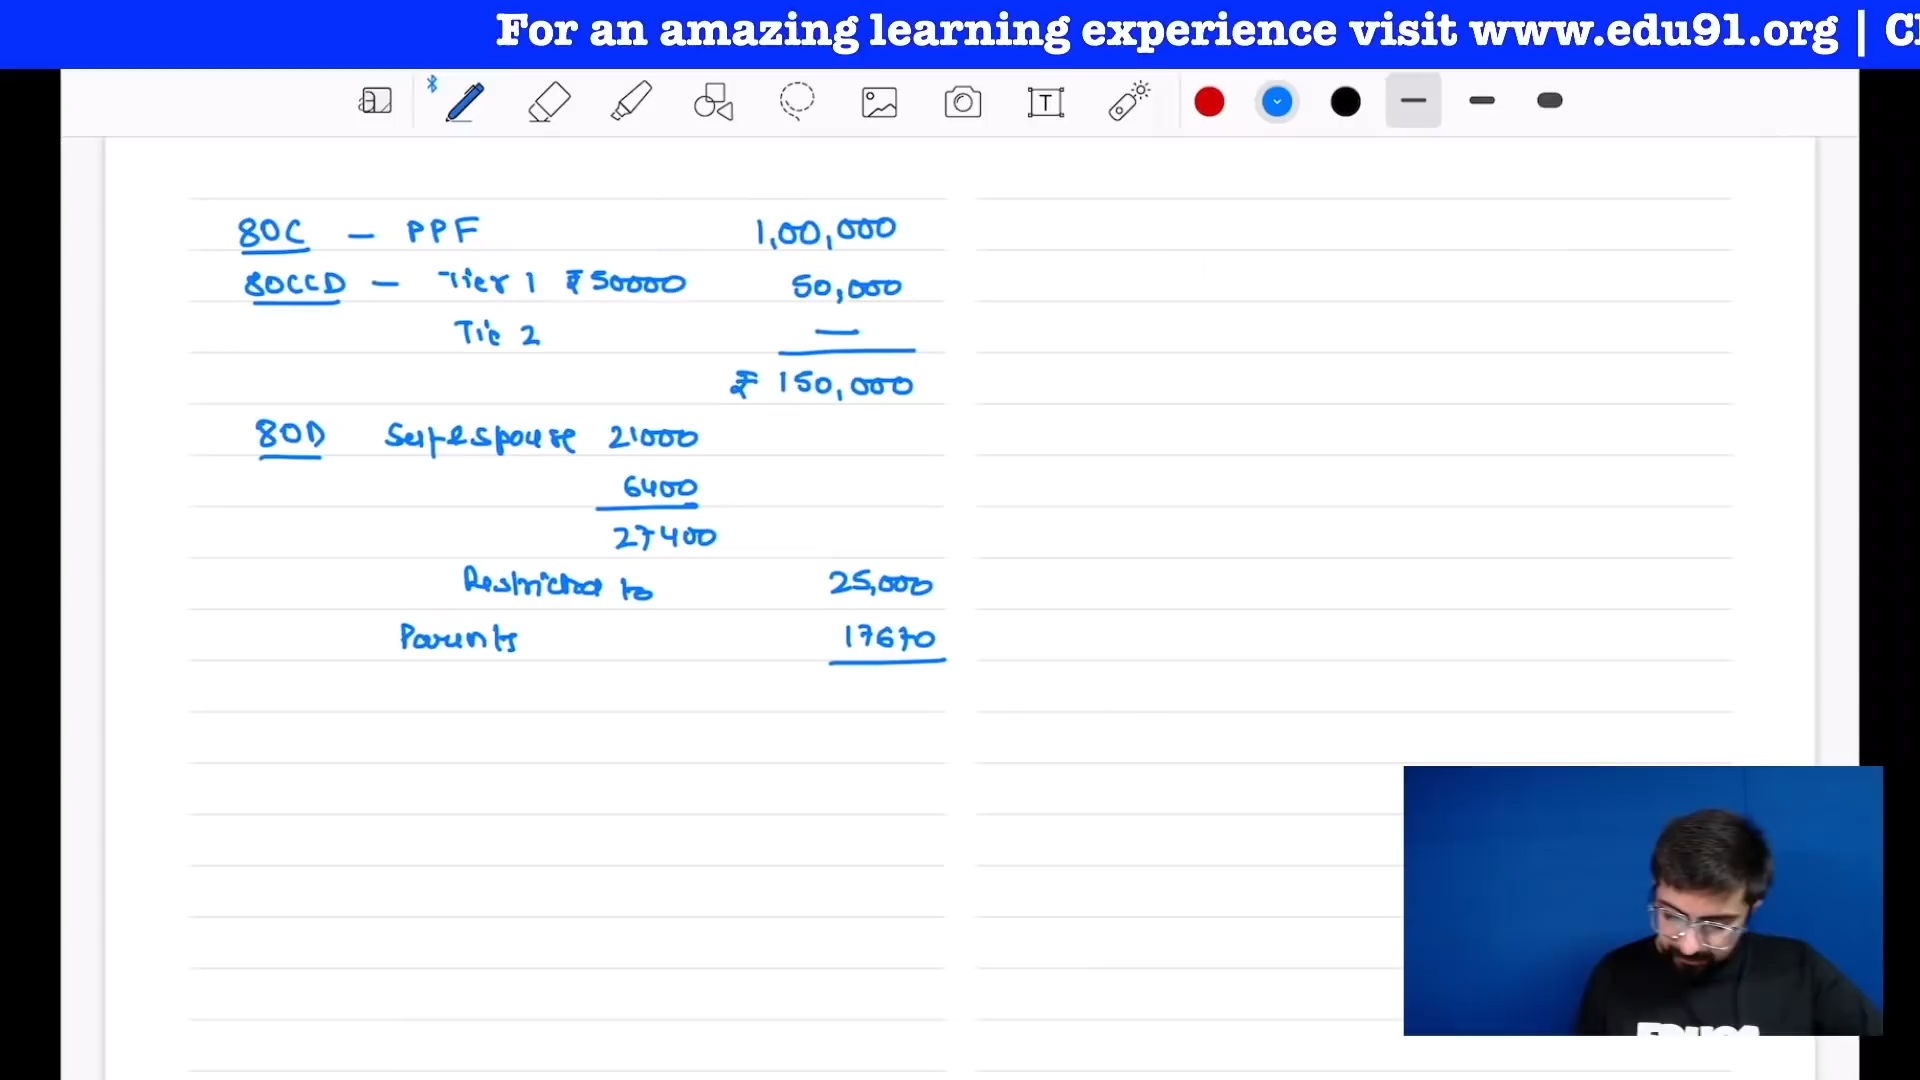 For an amazing learning experience visit www.edu91.org | C
80C — PPF 1,00,000
80CCD — Tier 1 ₹50000 50,000
Tie 2 —
₹ 150,000
80D Self & spouse 21000
6400
27400
Restricted to 25,000
Parents 17670